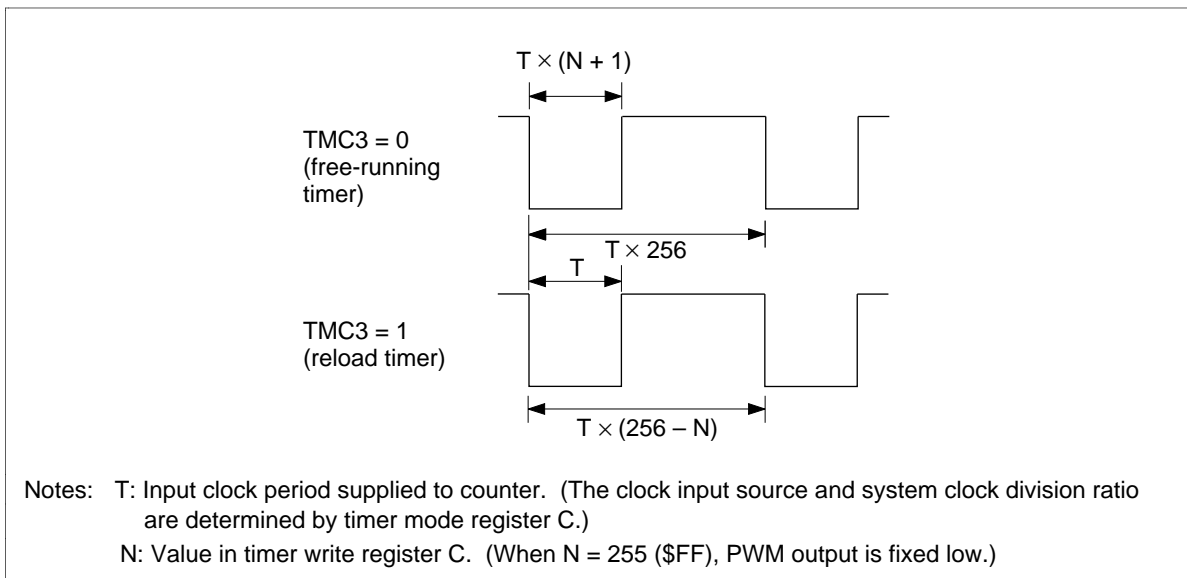 T × (N + 1)
TMC3 = 0
(free-running
timer)
T × 256
T
TMC3 = 1
(reload timer)
T × (256 – N)
Notes: T: Input clock period supplied to counter. (The clock input source and system clock division ratio
are determined by timer mode register C.)
N: Value in timer write register C. (When N = 255 ($FF), PWM output is fixed low.)